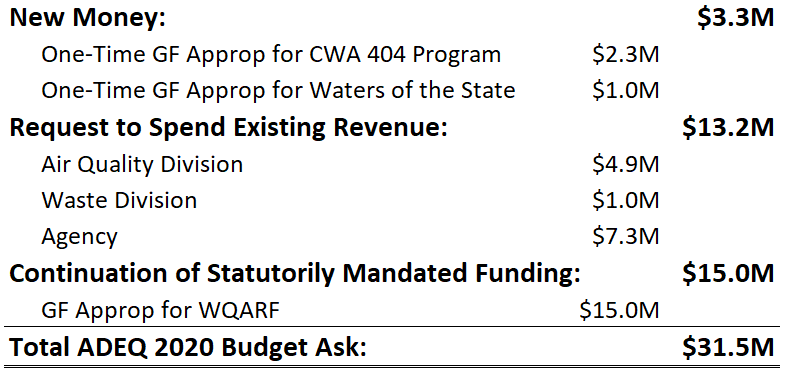 New Money: $3.3M
One-Time GF Approp for CWA 404 Program $2.3M
One-Time GF Approp for Waters of the State $1.0M
Request to Spend Existing Revenue: $13.2M
Air Quality Division $4.9M
Waste Division $1.0M
Agency $7.3M
Continuation of Statutorily Mandated Funding: $15.0M
GF Approp for WQARF $15.0M
Total ADEQ 2020 Budget Ask: $31.5M